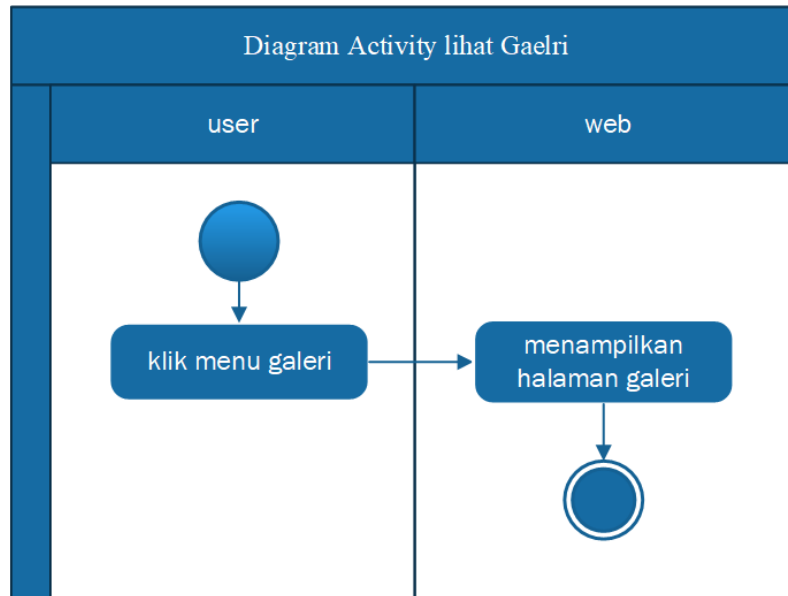 Diagram Activity lihat Gaelri
user
web
klik menu galeri
menampilkan
halaman galeri